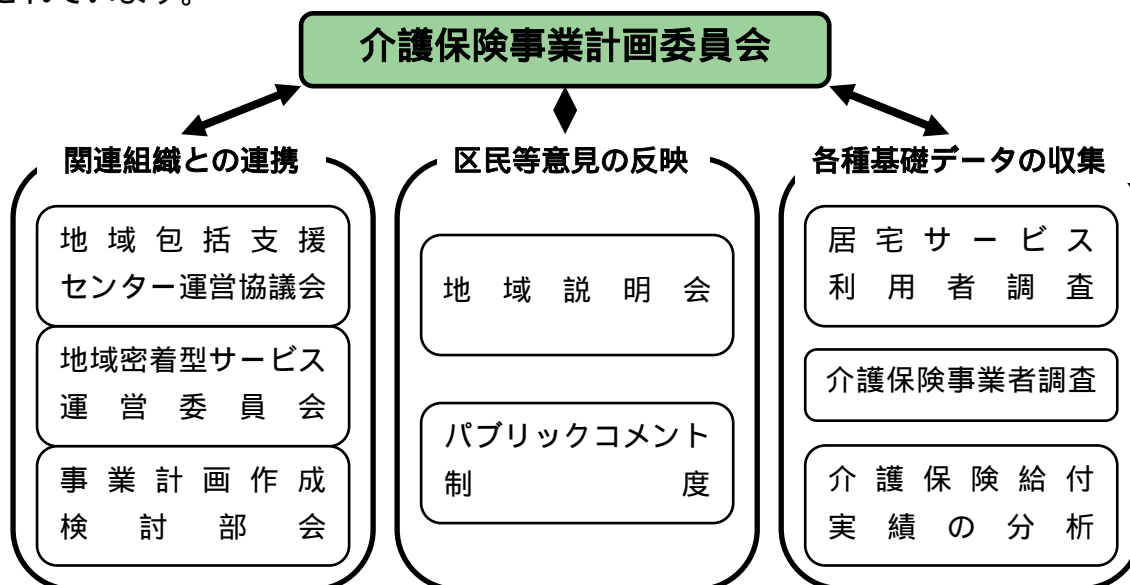 されています。
介護保険事業計画委員会
関連組織との連携
地域包括支援
センター運営協議会
地域密着型サービス
運営委員会
事業計画作成
検討部会
区民等意見の反映
地域説明会
パブリックコメント
制度
各種基礎データの収集
居宅サービス
利用者調査
介護保険事業者調査
介護保険給付
実績の分析